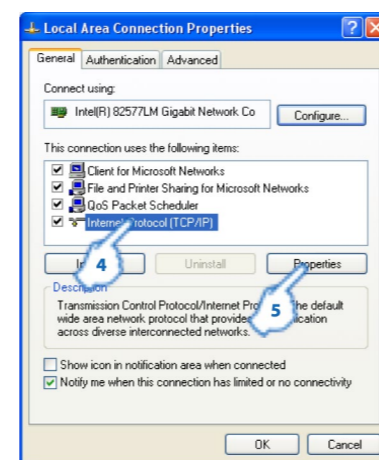 Local Area Connection Properties
General Authentication Advanced
Connect using:
Intel(R) 82577LM Gigabit Network Co
Configure...
This connection uses the following items:
Client for Microsoft Networks
File and Printer Sharing for Microsoft Networks
QoS Packet Scheduler
Internet Protocol (TCP/IP)
4 Uninstall Properties
5
Description
Transmission Control Protocol/Internet he default
wide area network protocol that provides
across diverse interconnected networks.
Show icon in notification area when connected
Notify me when this connection has limited or no connectivity
OK Cancel